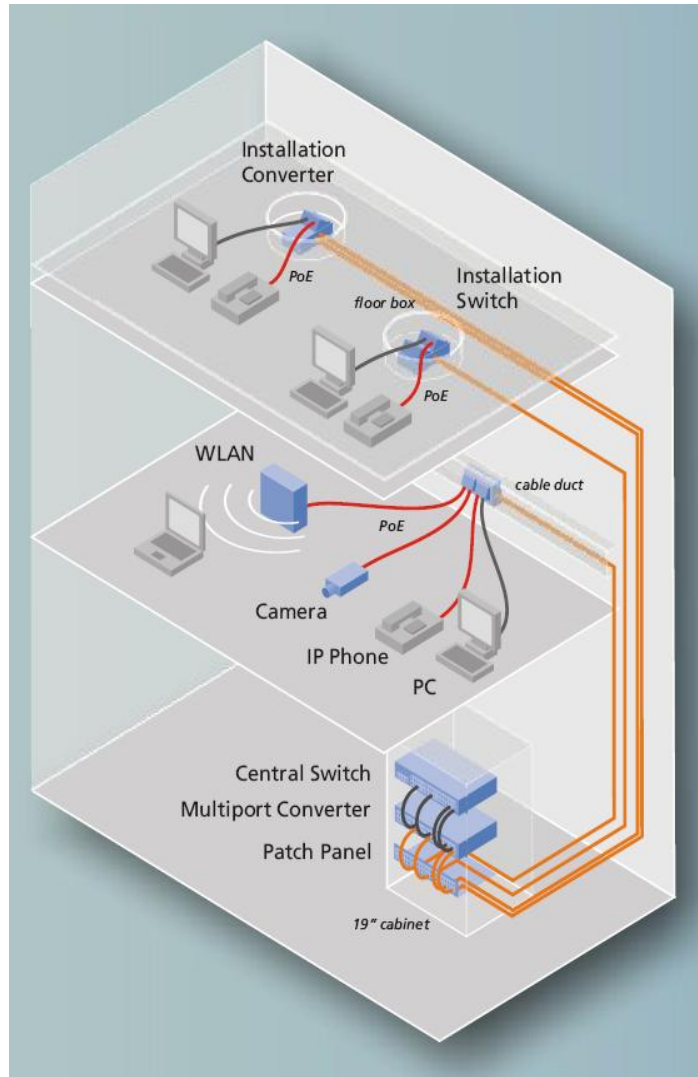 Installation
Converter
PoE
Installation
Switch
floor box
PoE
WLAN
cable duct
PoE
Camera
IP Phone
PC
Central Switch
Multiport Converter
Patch Panel
19" cabinet